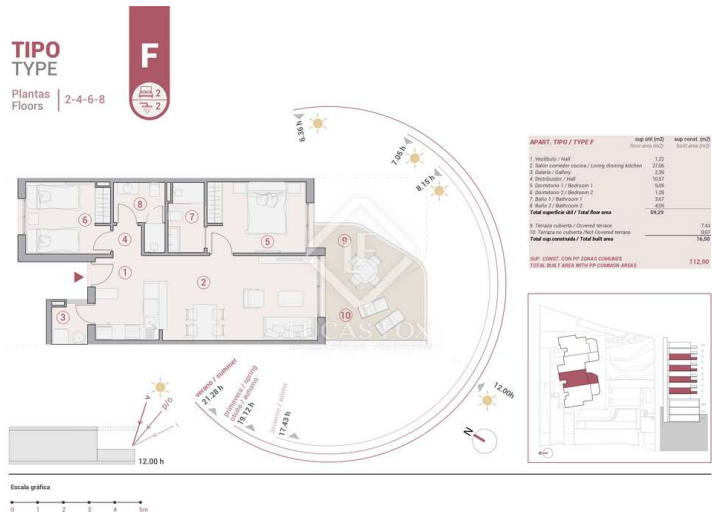 TIPO
TYPE
F
2
2
Plantas
Floors
2-4-6-8
6.36 h
7.05 h
8.15 h
12.00h
verano / summer
21.28 h
primavera / spring
otoño / autumn
19.12 h
invierno / winter
17.43 h
N
1
2
3
4
5
6
7
8
9
10
LUCAS FOX
v
p/o
i
12.00 h
Escala gráfica
0 1 2 3 4 5m
APART. TIPO / TYPE F
sup útil (m2) sup const. (m2)
floor area (m2) built area (m2)
1 Vestíbulo / Hall 1,22
2 Salón comedor cocina / Living dinning kitchen 27,06
3 Galería / Gallery 2,39
4 Distribuidor / Hall 10,57
5 Dormitorio 1 / Bedroom 1
6 Dormitorio 2 / Bedroom 2
7 Baño 1 / Bathroom 1 3,67
8 Baño 2 / Bathroom 2
Total superficie útil / Total floor area 59,29
9 Terraza cubierta / Covered terrace 7,43
10 Terraza no cubierta / Not Covered terrace 9,07
Total sup.construida / Total built area 16,50
SUP. CONST. CON PP ZONAS COMUNES
TOTAL BUILT AREA WITH PP COMMON AREAS 112,90